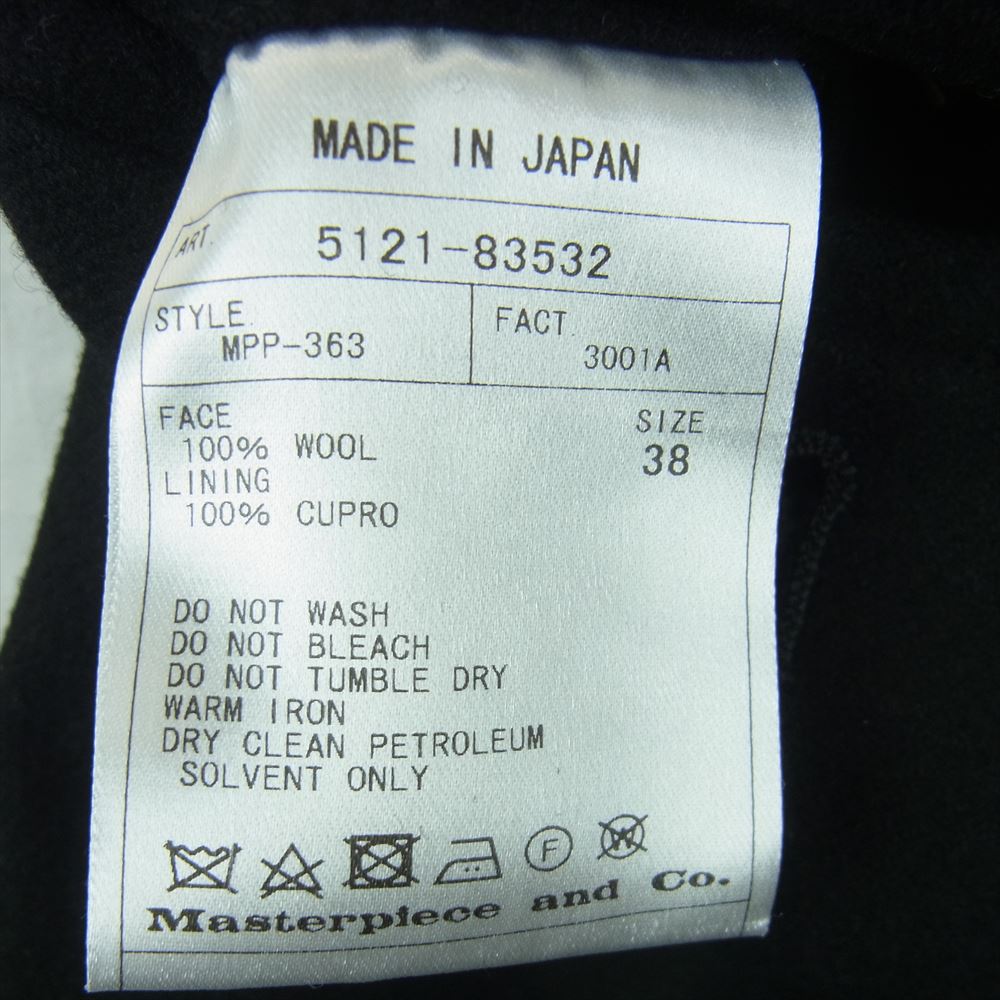 MADE IN JAPAN
ART. 5121-83532
STYLE.
MPP-363
FACT.
3001A
FACE
100% WOOL
LINING
100% CUPRO
SIZE
38
DO NOT WASH
DO NOT BLEACH
DO NOT TUMBLE DRY
WARM IRON
DRY CLEAN PETROLEUM
SOLVENT ONLY
F W
Masterpiece and Co.